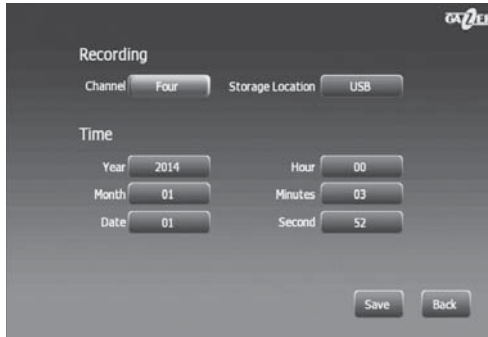 GAZER
Recording
Channel Four Storage Location USB
Time
Year 2014 Hour 00
Month 01 Minutes 03
Date 01 Second 52
Save Back